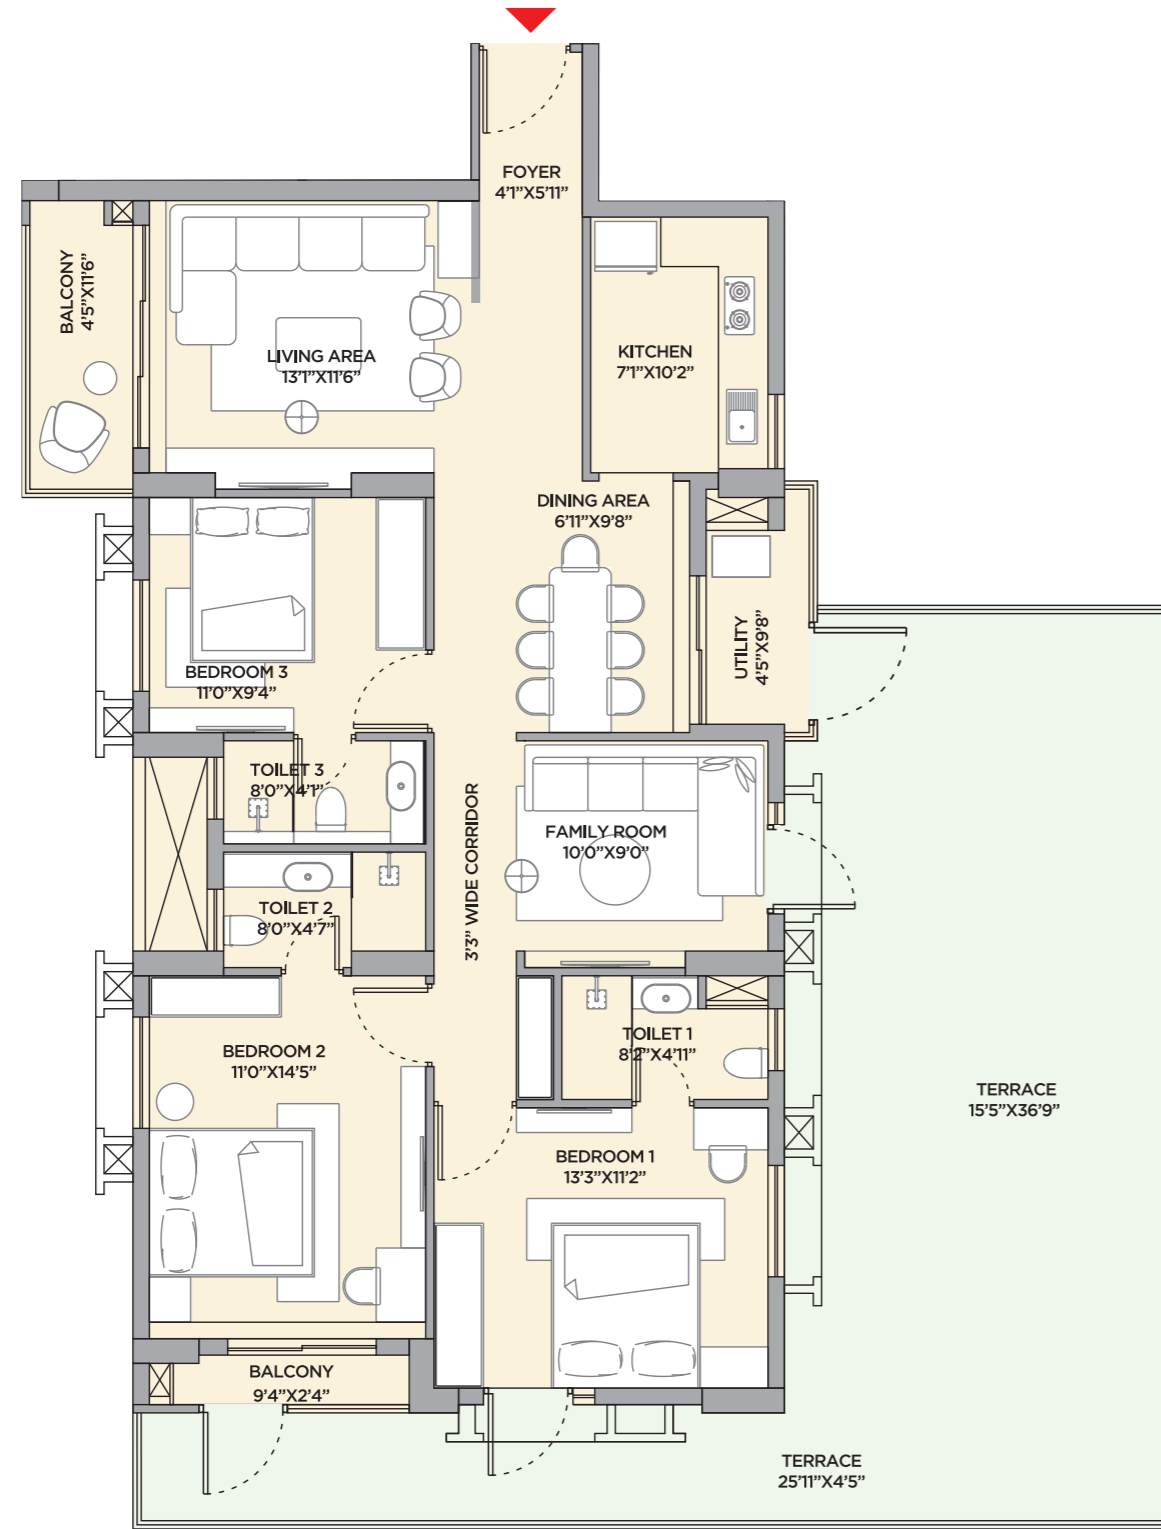 FOYER
4'1”X5'11”
BALCONY
4'5”X11'6”
LIVING AREA
13'1”X11'6”
KITCHEN
7'1”X10'2”
DINING AREA
6'11”X9'8”
UTILITY
4'5”X9'8”
BEDROOM 3
11'0”X9'4”
TOILET 3
8'0”X4'1”
FAMILY ROOM
10'0”X9'0”
3'3” WIDE CORRIDOR
TOILET 2
8'0”X4'7”
TOILET 1
8'2”X4'11”
BEDROOM 2
11'0”X14'5”
TERRACE
15'5”X36'9”
BEDROOM 1
13'3”X11'2”
BALCONY
9'4”X2'4”
TERRACE
25'11”X4'5”